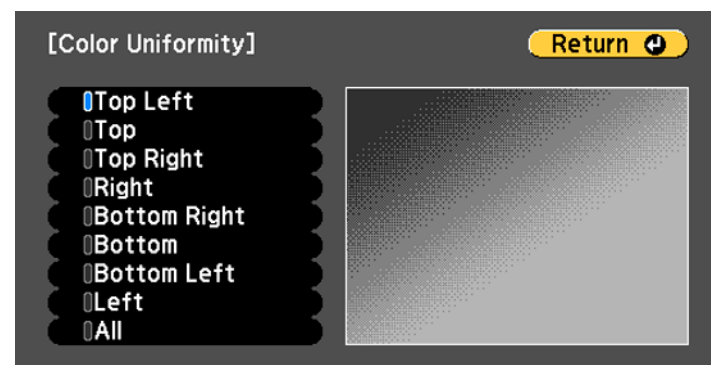 [Color Uniformity]
Return
Top Left
Top
Top Right
Right
Bottom Right
Bottom
Bottom Left
Left
All